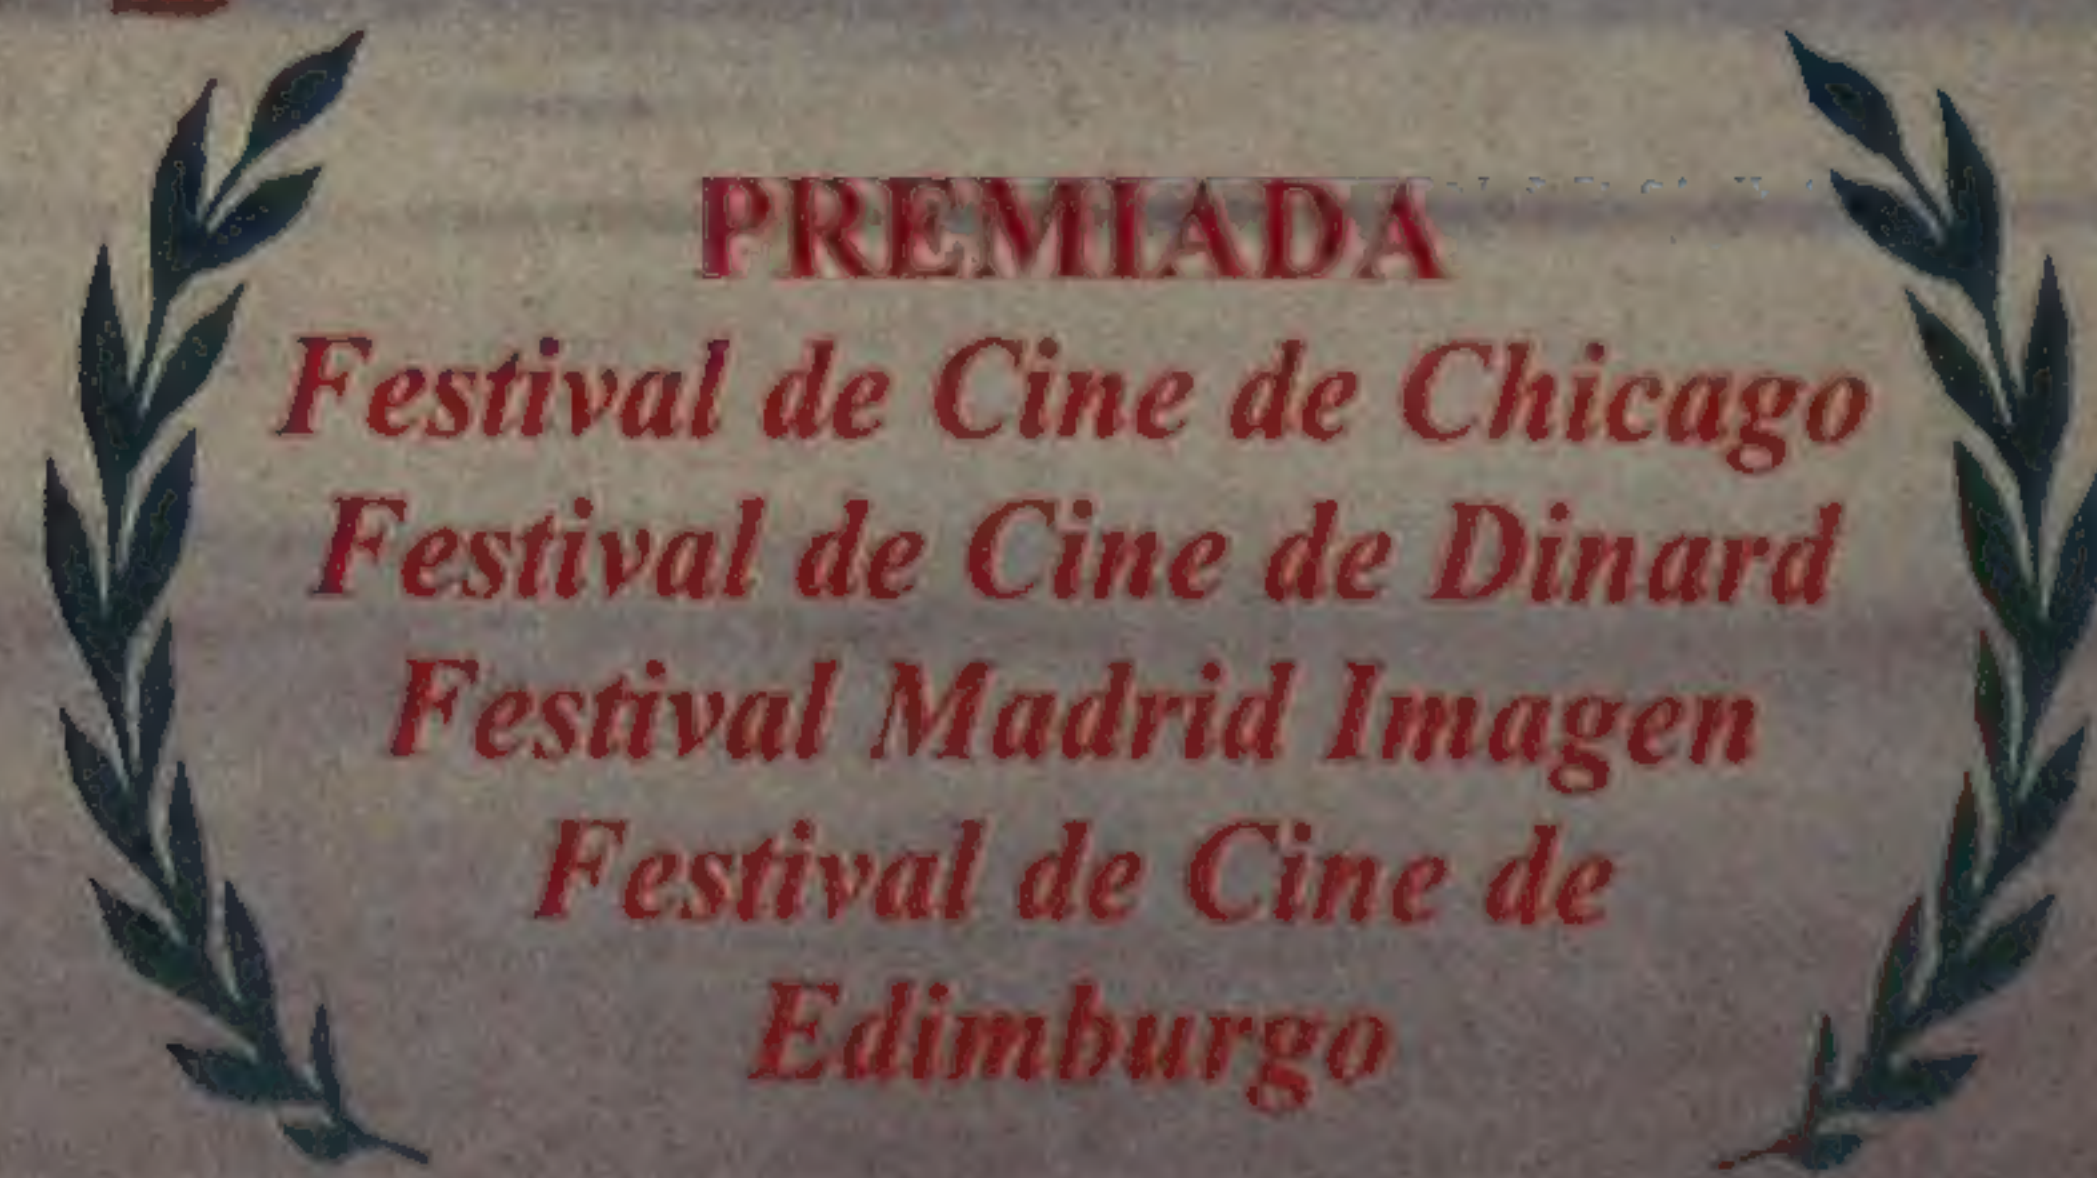 PREMIADA
Festival de Cine de Chicago
Festival de Cine de Dinard
Festival Madrid Imagen
Festival de Cine de
Edimburgo